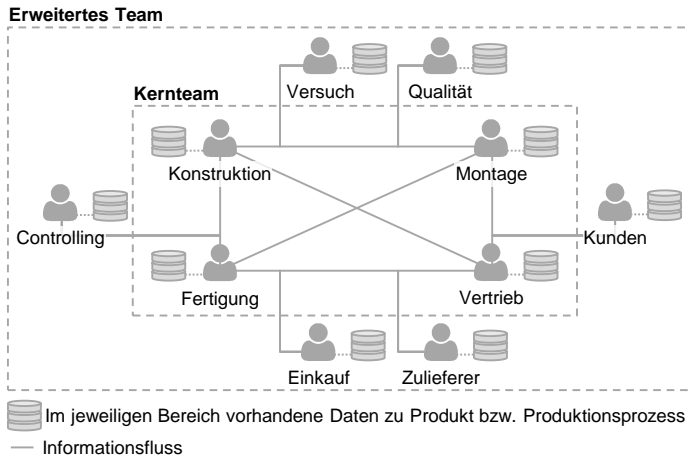 Erweitertes Team
Versuch
Qualität
Kernteam
Konstruktion
Montage
Controlling
Kunden
Fertigung
Vertrieb
Einkauf
Zulieferer
Im jeweiligen Bereich vorhandene Daten zu Produkt bzw. Produktionsprozess
Informationsfluss